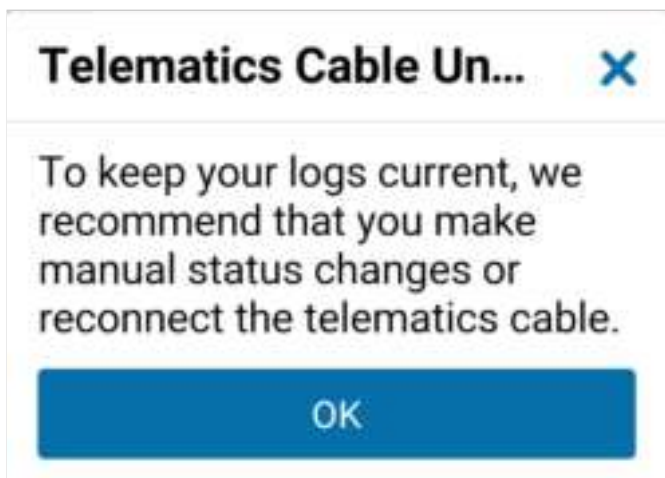 Telematics Cable Un...
To keep your logs current, we
recommend that you make
manual status changes or
reconnect the telematics cable.
OK